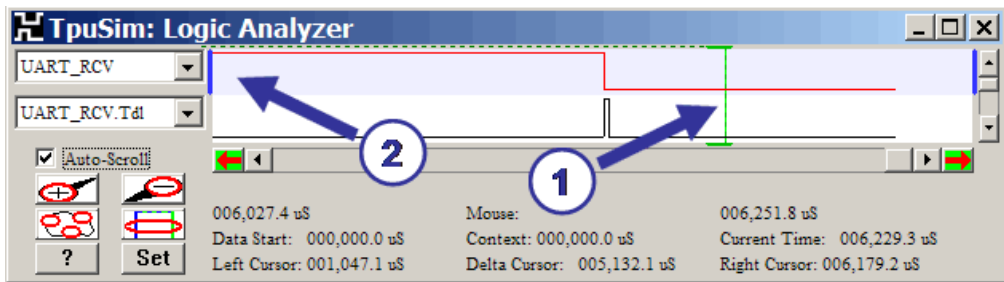 TpuSim: Logic Analyzer
UART_RCV
UART_RCV.Td1
2
1
Auto-Scroll
006,027.4 uS Mouse: 006,251.8 uS
Data Start: 000,000.0 uS Context: 000,000.0 uS Current Time: 006,229.3 uS
? Set Left Cursor: 001,047.1 uS Delta Cursor: 005,132.1 uS Right Cursor: 006,179.2 uS